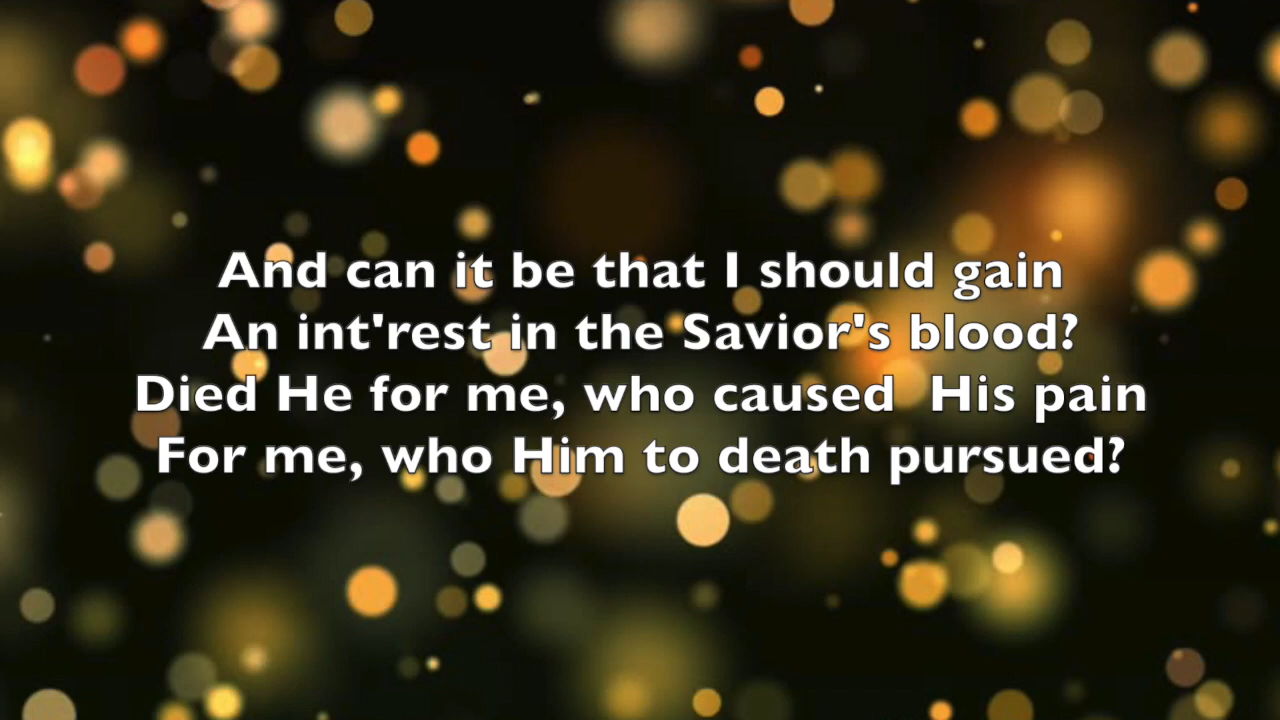 And can it be that I should gain
An int'rest in the Savior's blood?
Died He for me, who caused  His pain
For me, who Him to death pursued?